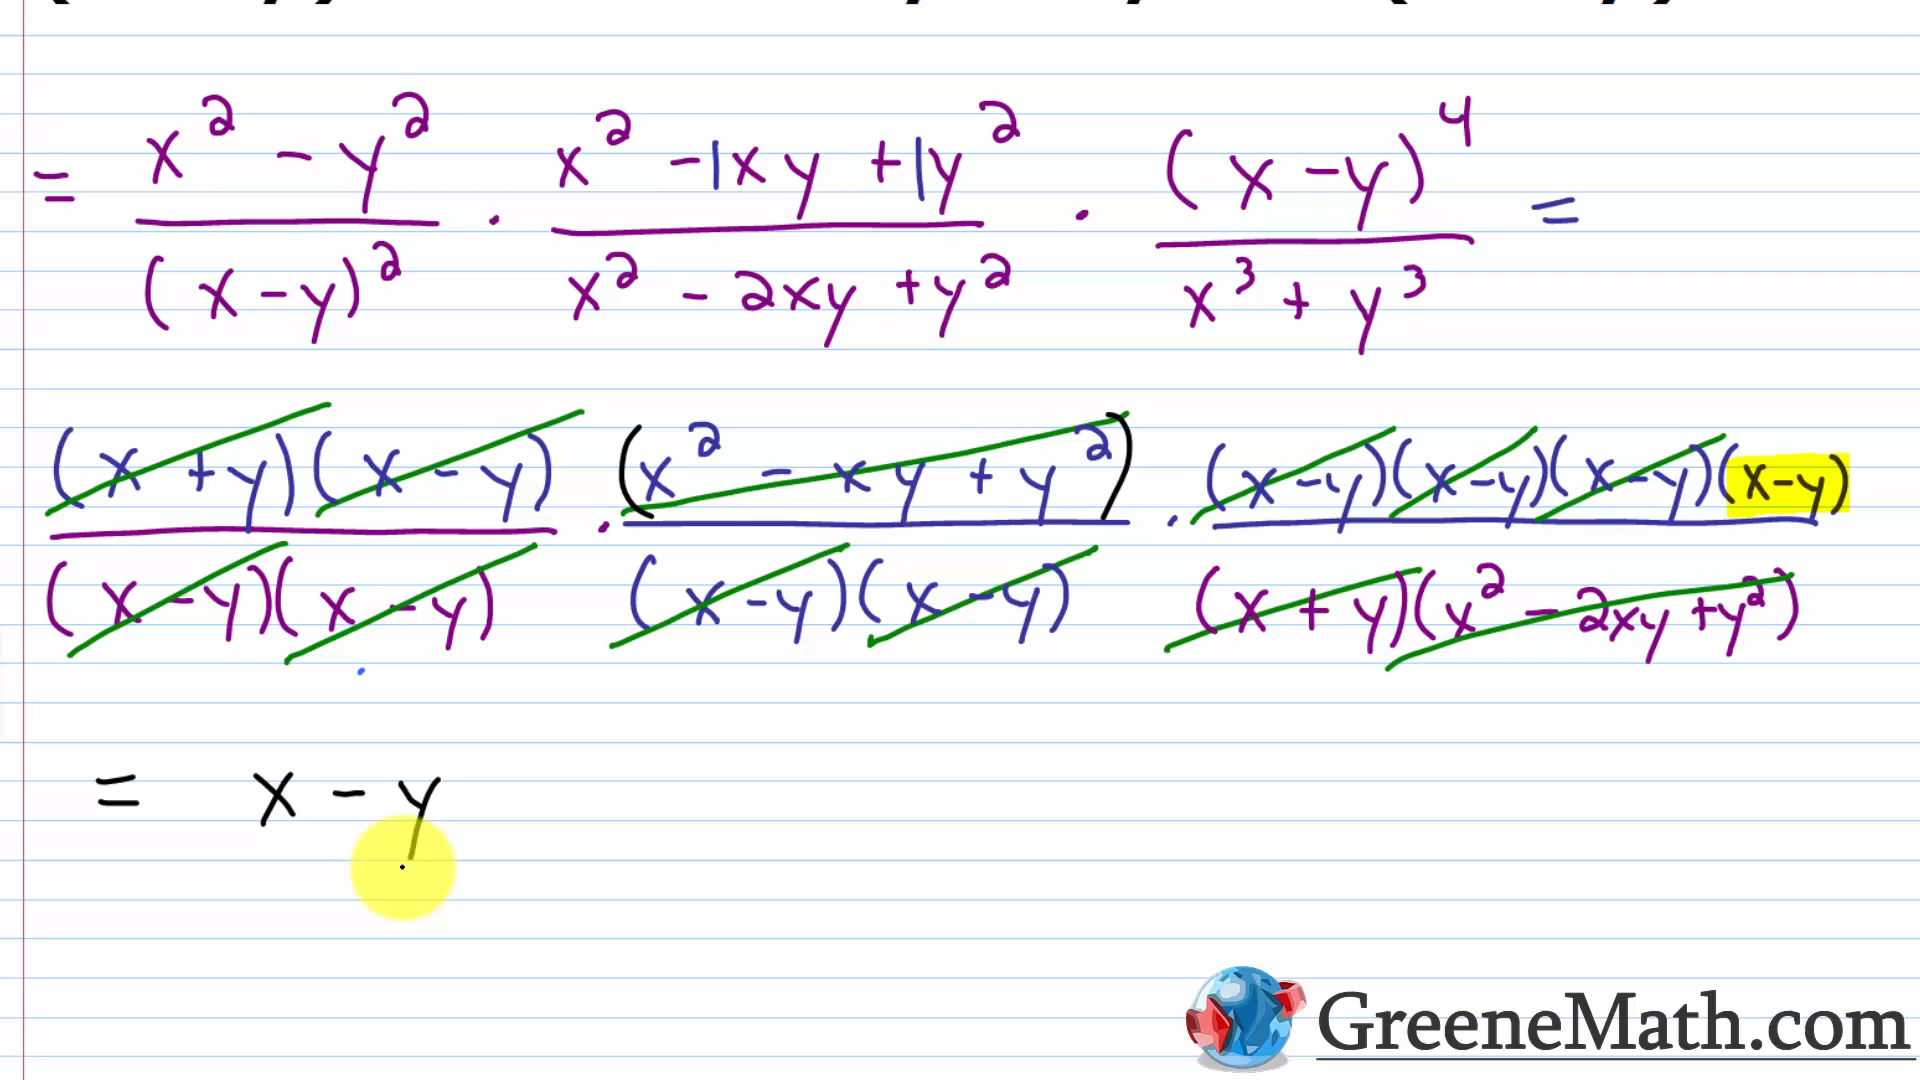 = x² - y² / (x - y)² · x² - 1xy + 1y² / x² - 2xy + y² · (x - y)⁴ / x³ + y³ =
(x + y)(x - y) / (x - y)(x - y) · (x² - xy + y²) / (x - y)(x - y) · (x - y)(x - y)(x - y)(x - y) / (x + y)(x² - 2xy + y²)
= x - y
GreeneMath.com